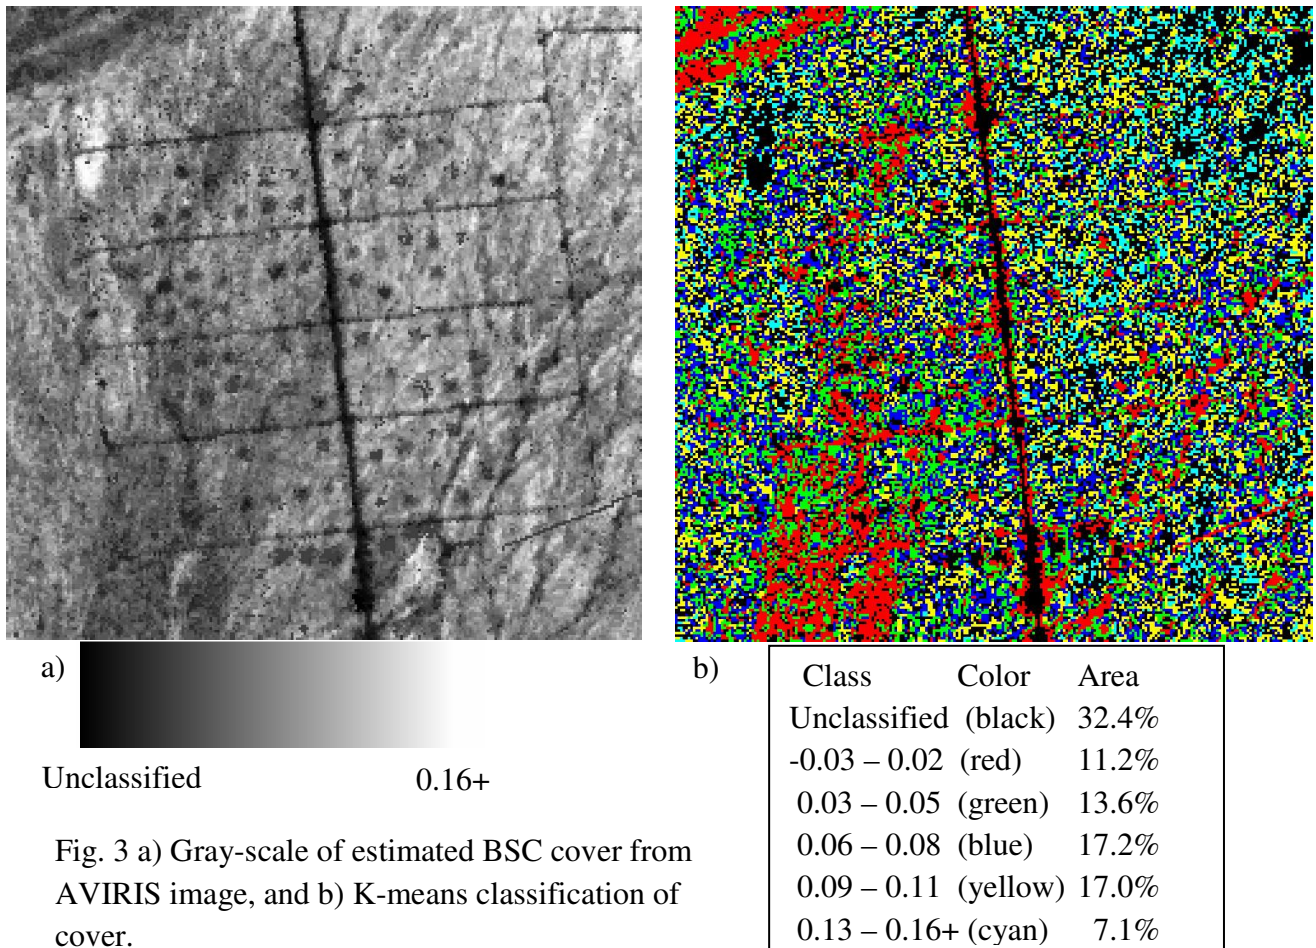 a)
Unclassified 0.16+
Fig. 3 a) Gray-scale of estimated BSC cover from
AVIRIS image, and b) K-means classification of
cover.
b)
Class Color Area
Unclassified (black) 32.4%
-0.03 – 0.02 (red) 11.2%
0.03 – 0.05 (green) 13.6%
0.06 – 0.08 (blue) 17.2%
0.09 – 0.11 (yellow) 17.0%
0.13 – 0.16+ (cyan) 7.1%